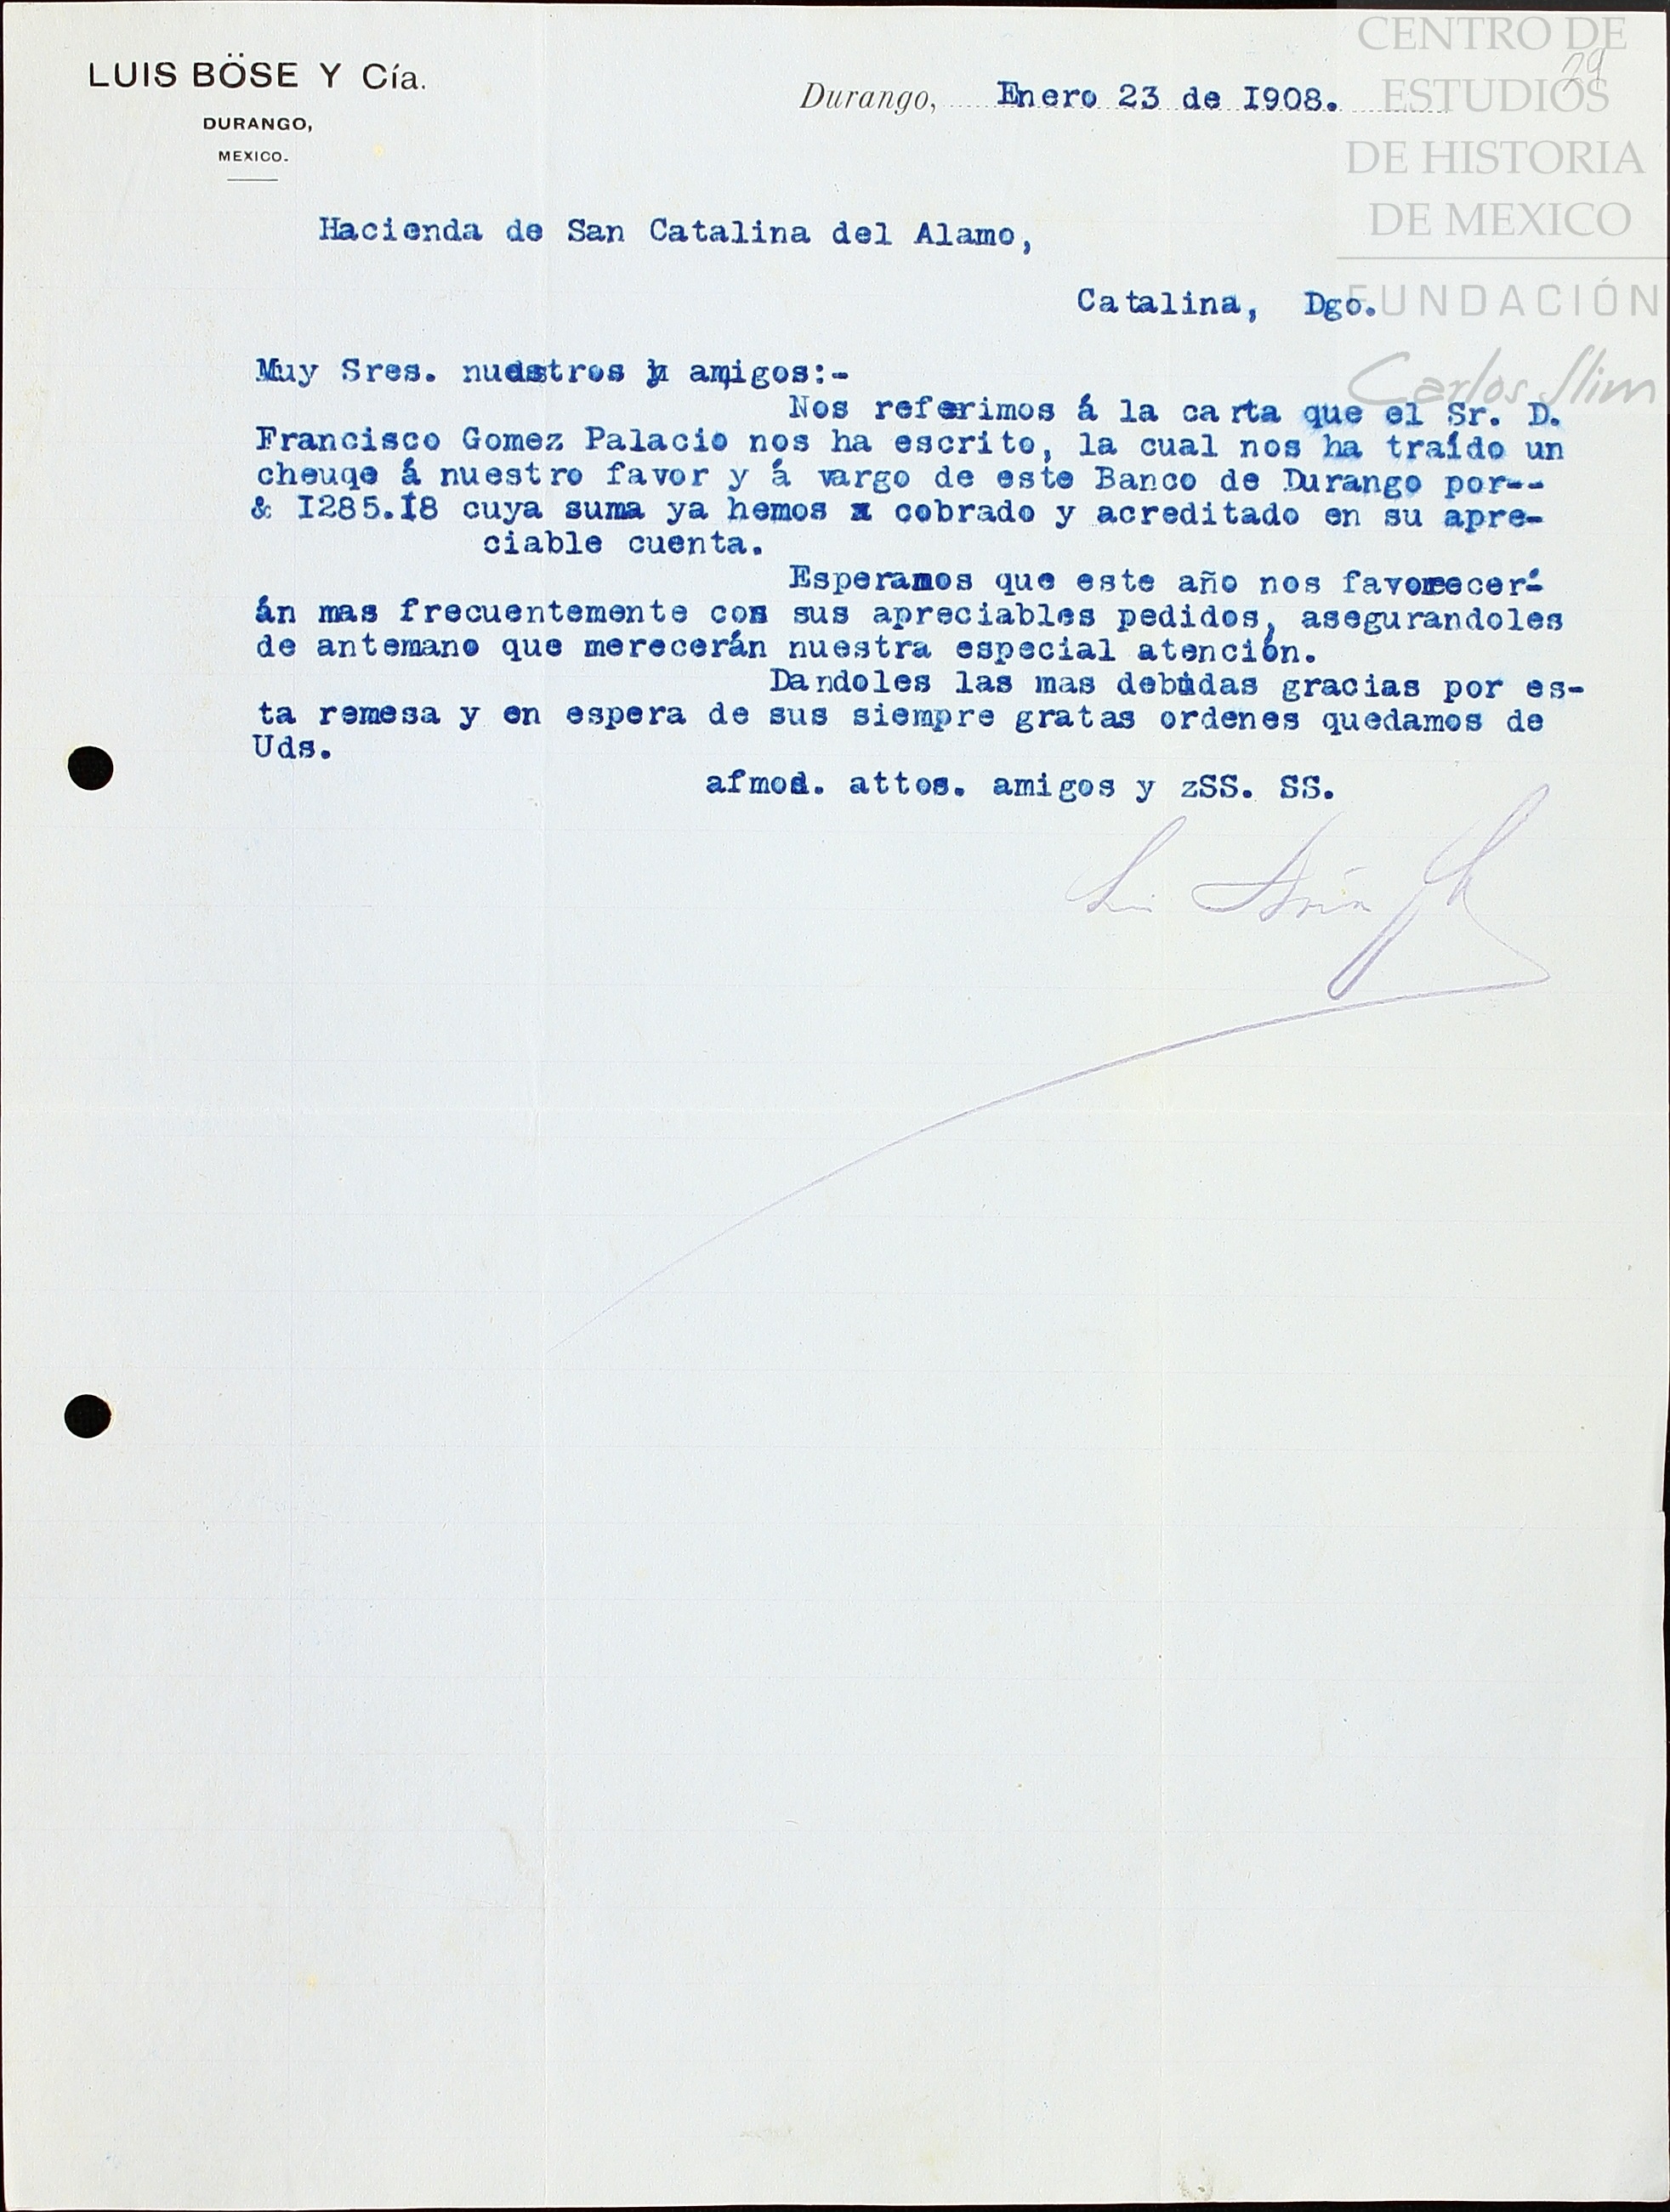 CENTRO DE
ESTUDIOS
DE HISTORIA
DE MEXICO
FUNDACIÓN
Carlos Slim
29
LUIS BÖSE Y Cía.
DURANGO,
MEXICO.
Durango, Enero 23 de I908.
Hacienda de San Catalina del Alamo,
Catalina, Dgo.
Muy Sres. nuestros y amigos:-
Nos referimos á la carta que el Sr. D.
Francisco Gomez Palacio nos ha escrito, la cual nos ha traído un
cheuqe á nuestro favor y á vargo de este Banco de Durango por--
& I285.I8 cuya suma ya hemos x cobrado y acreditado en su apre-
ciable cuenta.
Esperamos que este año nos favorecer-
án mas frecuentemente con sus apreciables pedidos, asegurandoles
de antemano que merecerán nuestra especial atención.
Dandoles las mas debidas gracias por es-
ta remesa y en espera de sus siempre gratas ordenes quedamos de
Uds.
afmos. attos. amigos y zSS. SS.